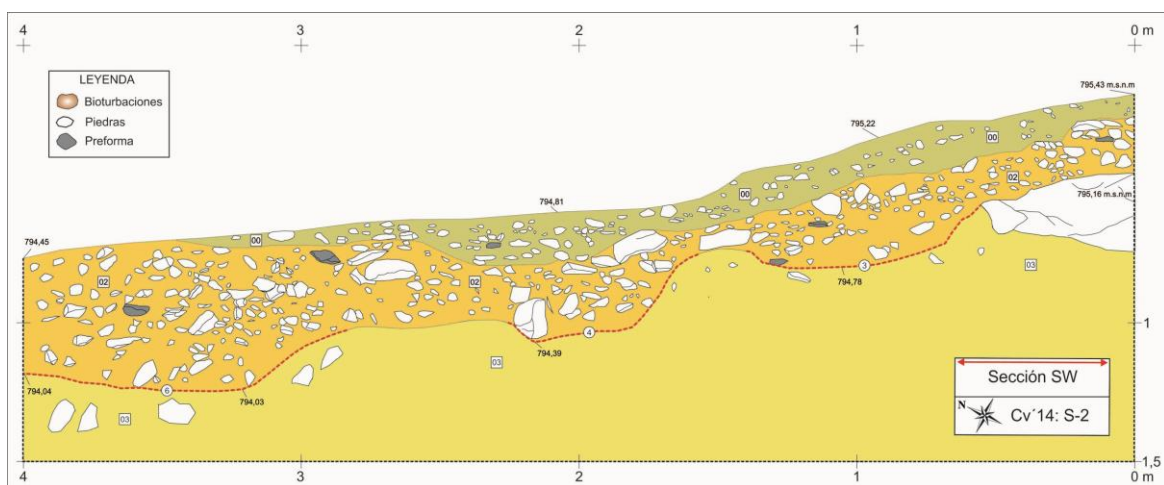 4 3 2 1 0 m
LEYENDA
Bioturbaciones
Piedras
Preforma
795,43 m.s.n.m
795,22
00
02
795,16 m.s.n.m
00
794,81
00
794,45
02
02
3
03
794,78
1
4
794,39
03
794,04
6
794,03
03
Sección SW
N
Cv´14: S-2
1,5
4 3 2 1 0 m